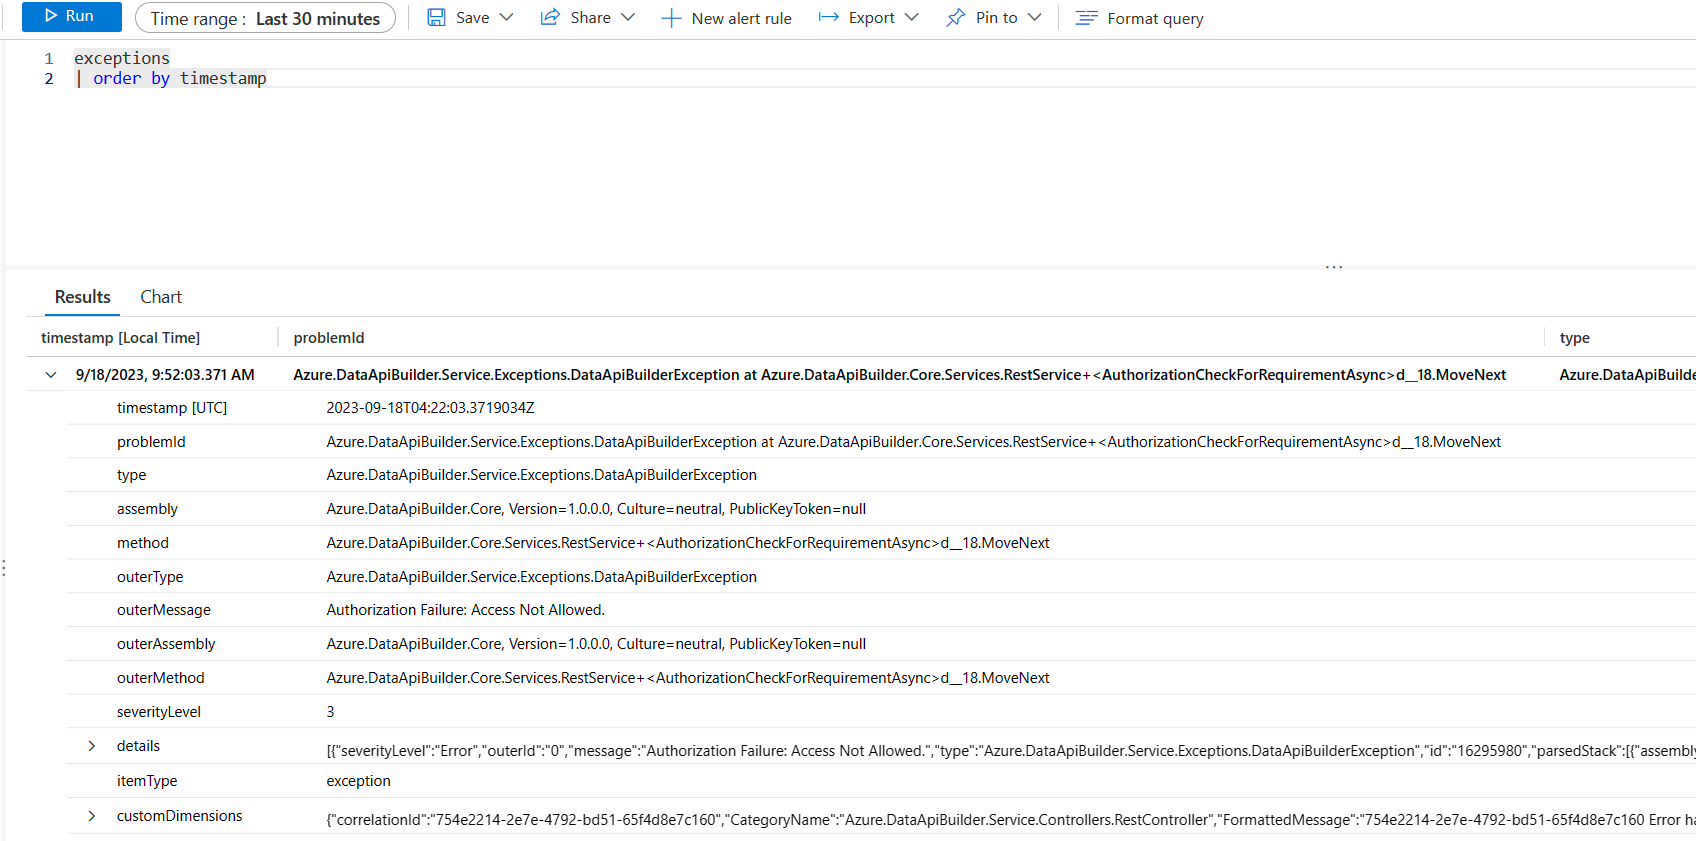 Run
Time range : Last 30 minutes
Save
Share
New alert rule
Export
Pin to
Format query
1 exceptions
2 | order by timestamp
...
Results Chart
timestamp [Local Time] problemId type
9/18/2023, 9:52:03.371 AM Azure.DataApiBuilder.Service.Exceptions.DataApiBuilderException at Azure.DataApiBuilder.Core.Services.RestService+<AuthorizationCheckForRequirementAsync>d__18.MoveNext Azure.DataApiBuilde
timestamp [UTC] 2023-09-18T04:22:03.3719034Z
problemId Azure.DataApiBuilder.Service.Exceptions.DataApiBuilderException at Azure.DataApiBuilder.Core.Services.RestService+<AuthorizationCheckForRequirementAsync>d__18.MoveNext
type Azure.DataApiBuilder.Service.Exceptions.DataApiBuilderException
assembly Azure.DataApiBuilder.Core, Version=1.0.0.0, Culture=neutral, PublicKeyToken=null
method Azure.DataApiBuilder.Core.Services.RestService+<AuthorizationCheckForRequirementAsync>d__18.MoveNext
outerType Azure.DataApiBuilder.Service.Exceptions.DataApiBuilderException
outerMessage Authorization Failure: Access Not Allowed.
outerAssembly Azure.DataApiBuilder.Core, Version=1.0.0.0, Culture=neutral, PublicKeyToken=null
outerMethod Azure.DataApiBuilder.Core.Services.RestService+<AuthorizationCheckForRequirementAsync>d__18.MoveNext
severityLevel 3
details [{"severityLevel":"Error","outerId":"0","message":"Authorization Failure: Access Not Allowed.","type":"Azure.DataApiBuilder.Service.Exceptions.DataApiBuilderException","id":"16295980","parsedStack":[{"assembly
itemType exception
customDimensions {"correlationId":"754e2214-2e7e-4792-bd51-65f4d8e7c160","CategoryName":"Azure.DataApiBuilder.Service.Controllers.RestController","FormattedMessage":"754e2214-2e7e-4792-bd51-65f4d8e7c160 Error ha